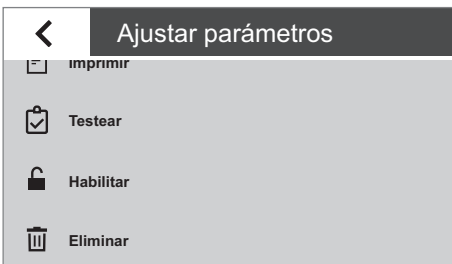 Ajustar parámetros
Imprimir
Testear
Habilitar
Eliminar